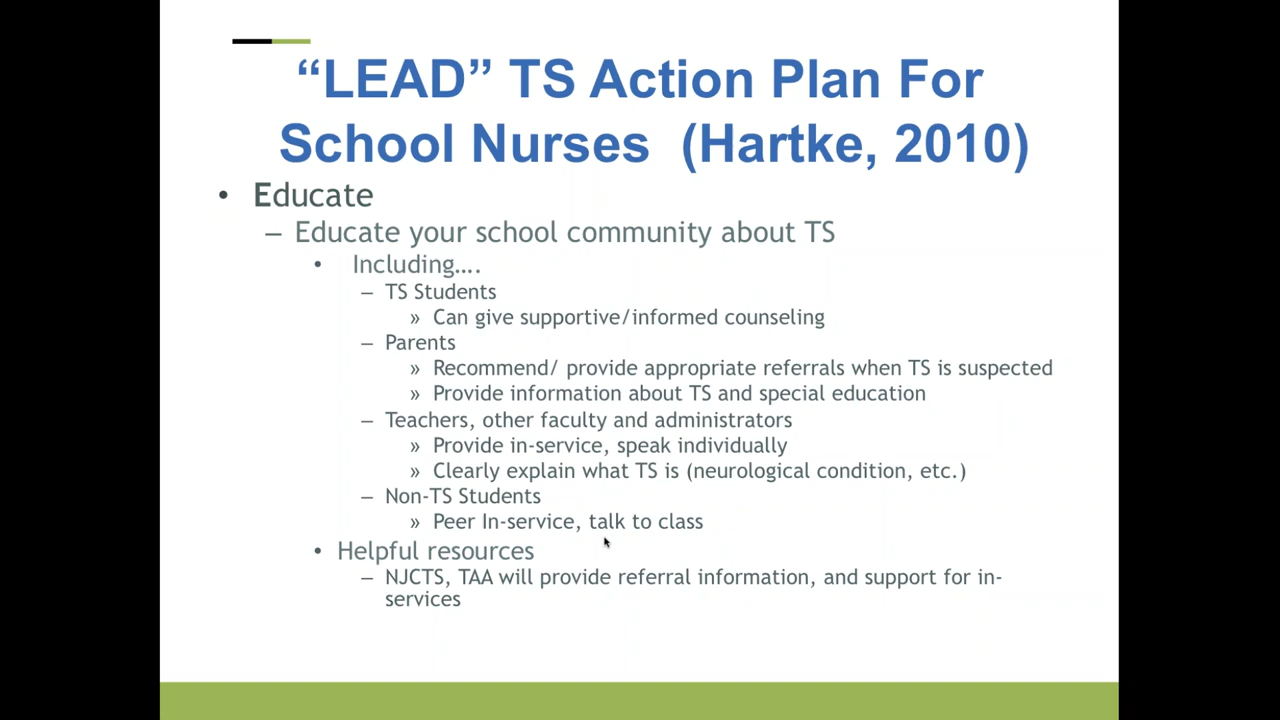 “LEAD” TS Action Plan For
School Nurses (Hartke, 2010)
• Educate
– Educate your school community about TS
• Including….
– TS Students
» Can give supportive/informed counseling
– Parents
» Recommend/ provide appropriate referrals when TS is suspected
» Provide information about TS and special education
– Teachers, other faculty and administrators
» Provide in-service, speak individually
» Clearly explain what TS is (neurological condition, etc.)
– Non-TS Students
» Peer In-service, talk to class
• Helpful resources
– NJCTS, TAA will provide referral information, and support for in-
services